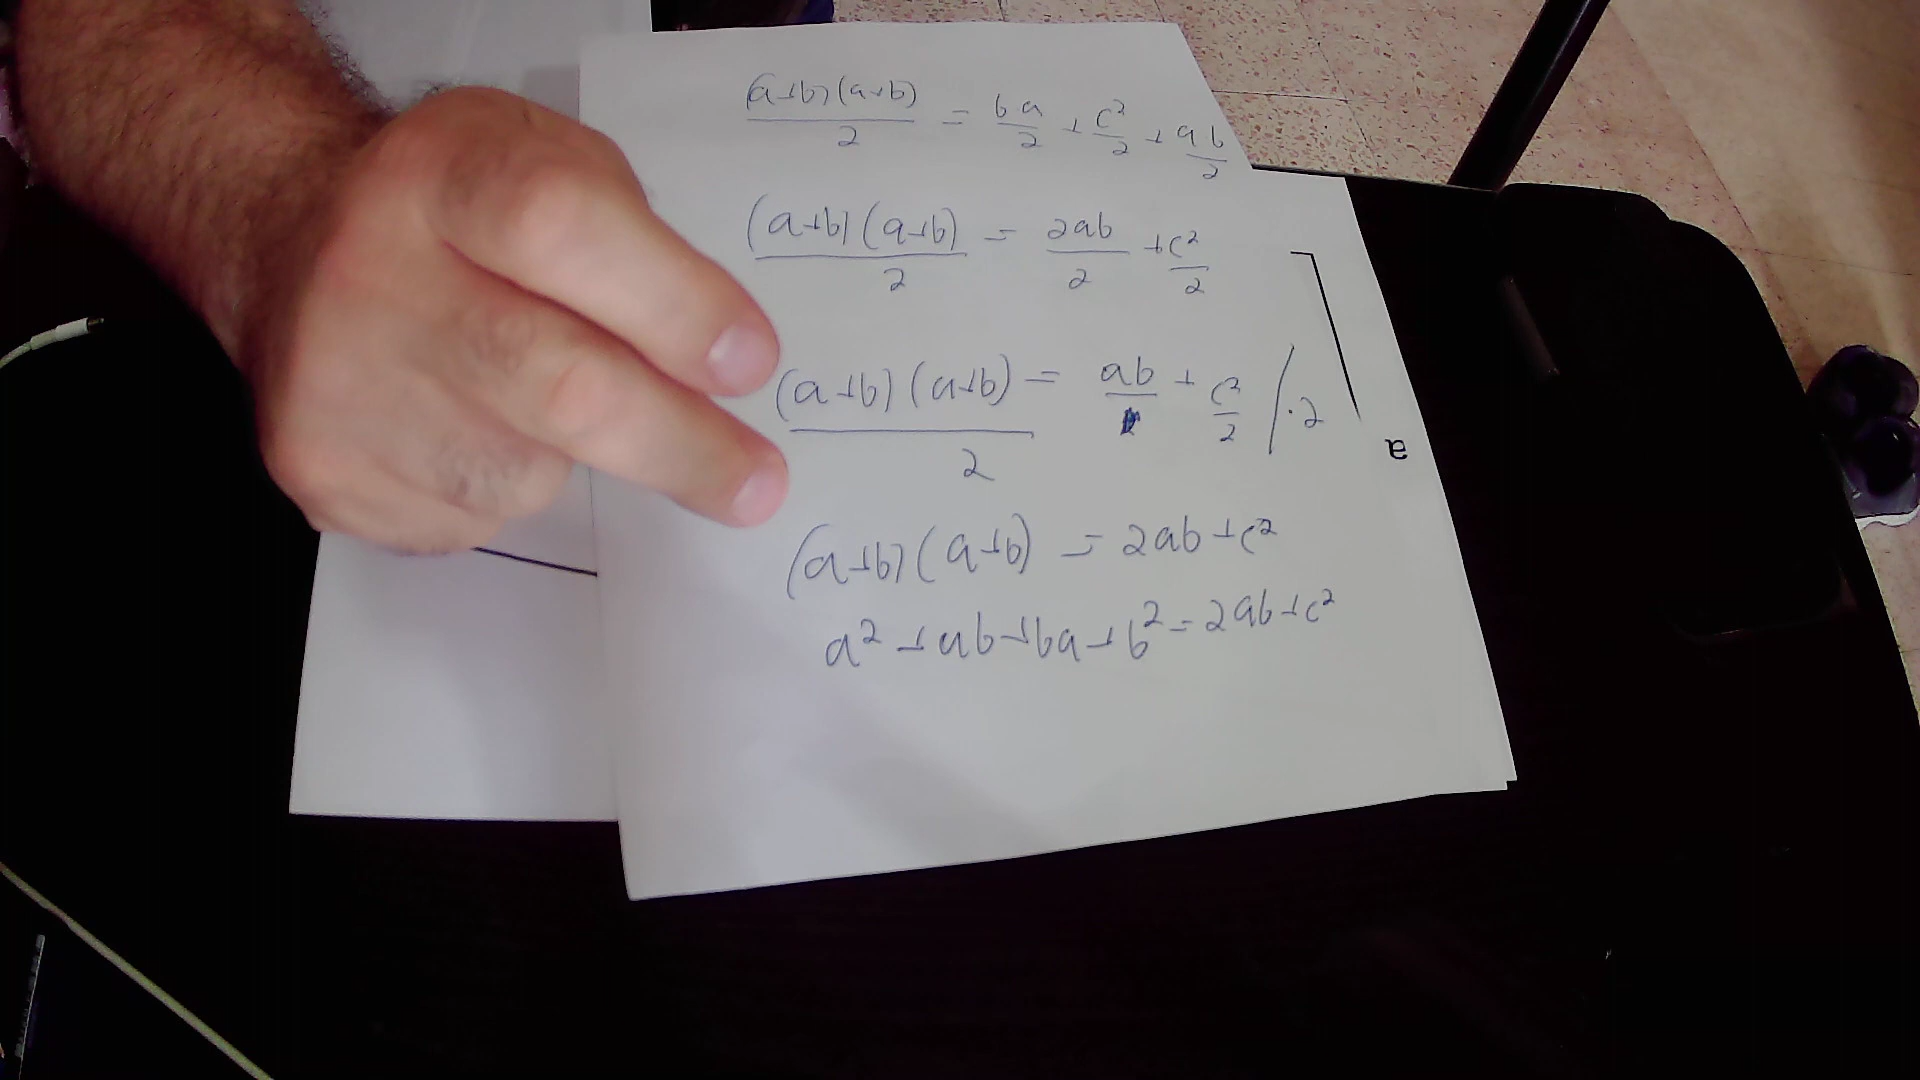 (a+b)(a+b)/2 = ba/2 + c²/2 + ab/2
(a+b)(a+b)/2 = 2ab/2 + c²/2
(a+b)(a+b)/2 = ab + c²/2 /·2
a
(a+b)(a+b) = 2ab+c²
a²+ab+ba+b²=2ab+c²